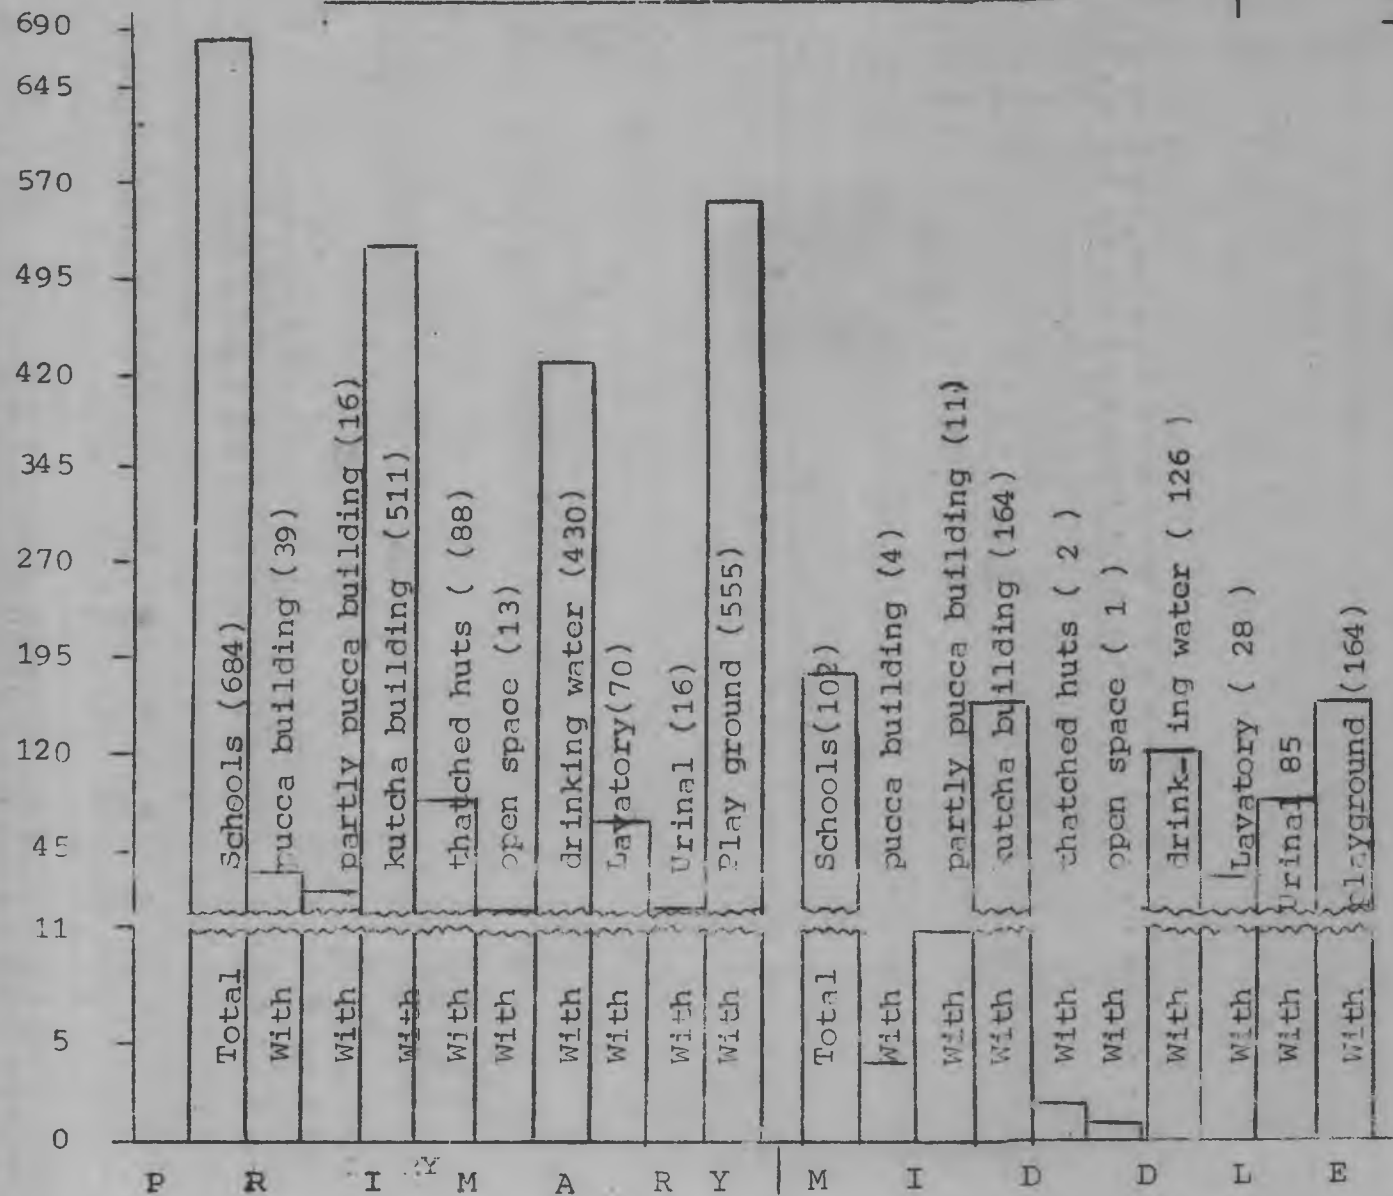 690
645
570
495
420
345
270
195
120
45
11
5
0
Total Schools (684)
With pucca building (39)
With partly pucca building (16)
With kutcha building (511)
With thatched huts ( (88)
With open space (13)
With drinking water (430)
With Lavatory(70)
With Urinal (16)
With Play ground (555)
Total Schools(102)
With pucca building (4)
With partly pucca building (11)
With kutcha building (164)
With thatched huts ( 2 )
With open space ( 1 )
With drink- ing water ( 126 )
With Lavatory ( 28 )
With Urinal 85
With playground (164)
P R I M A R Y
M I D D L E